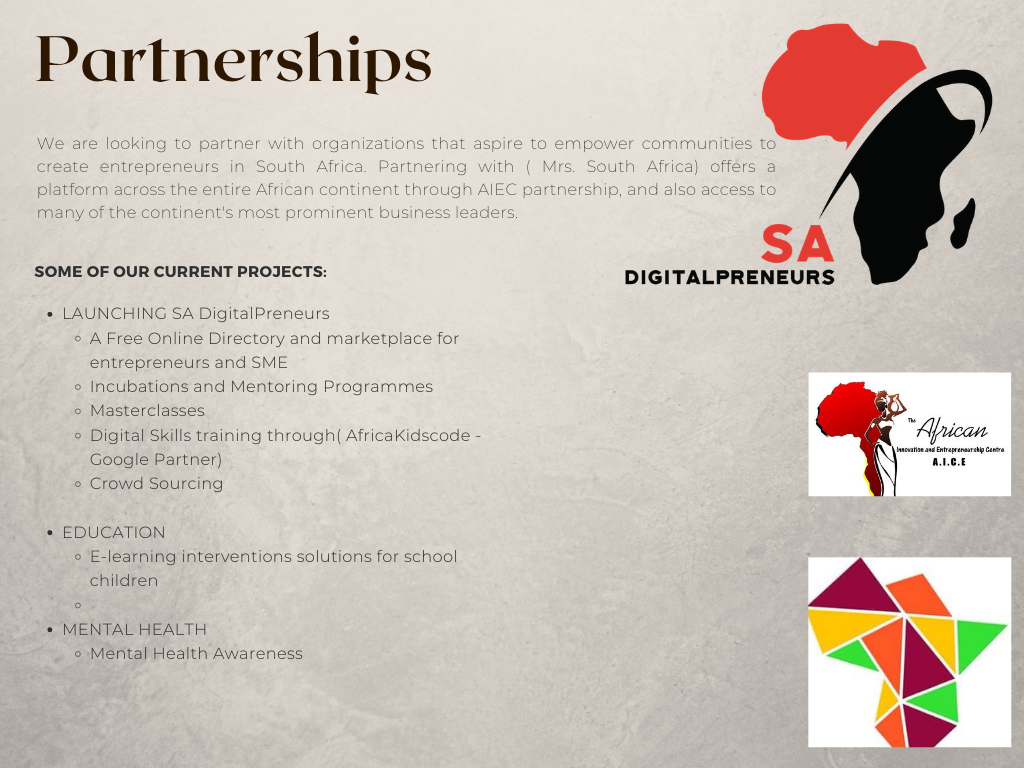 Partnerships
We are looking to partner with organizations that aspire to empower communities to
create entrepreneurs in South Africa. Partnering with ( Mrs. South Africa) offers a
platform across the entire African continent through AIEC partnership, and also access to
many of the continent's most prominent business leaders.
SA
DIGITALPRENEURS
SOME OF OUR CURRENT PROJECTS:
• LAUNCHING SA DigitalPreneurs
◦ A Free Online Directory and marketplace for
entrepreneurs and SME
◦ Incubations and Mentoring Programmes
◦ Masterclasses
◦ Digital Skills training through( AfricaKidscode -
Google Partner)
◦ Crowd Sourcing
• EDUCATION
◦ E-learning interventions solutions for school
children
◦
• MENTAL HEALTH
◦ Mental Health Awareness
The African
Innovation and Entrepreneurship Centre
A.I.C.E